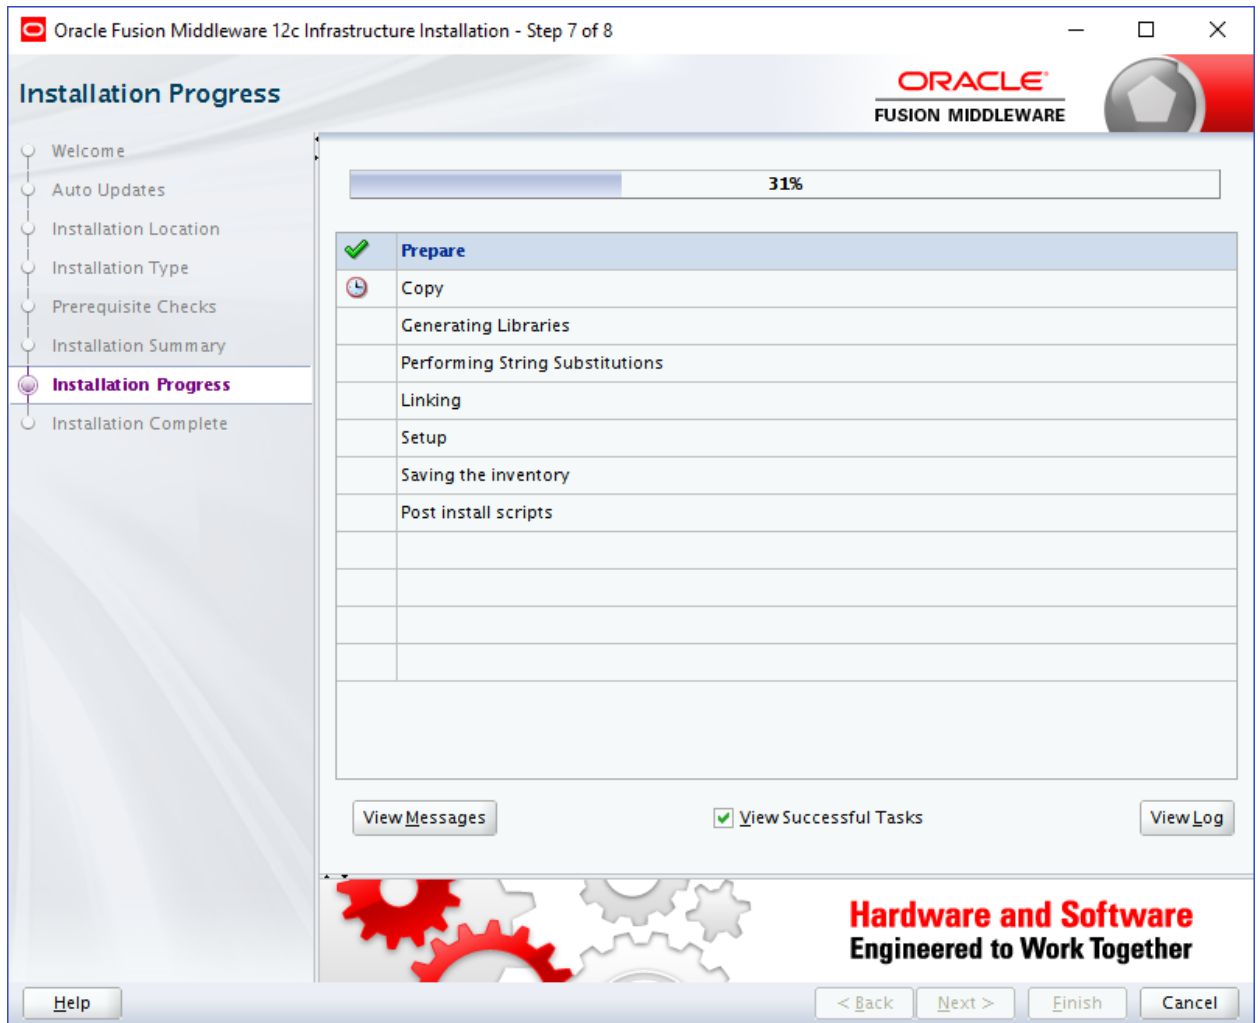 Oracle Fusion Middleware 12c Infrastructure Installation - Step 7 of 8
Installation Progress
ORACLE
FUSION MIDDLEWARE
Welcome
Auto Updates
Installation Location
Installation Type
Prerequisite Checks
Installation Summary
Installation Progress
Installation Complete
31%
Prepare
Copy
Generating Libraries
Performing String Substitutions
Linking
Setup
Saving the inventory
Post install scripts
View Messages
View Successful Tasks
View Log
Hardware and Software
Engineered to Work Together
Help
< Back
Next >
Finish
Cancel